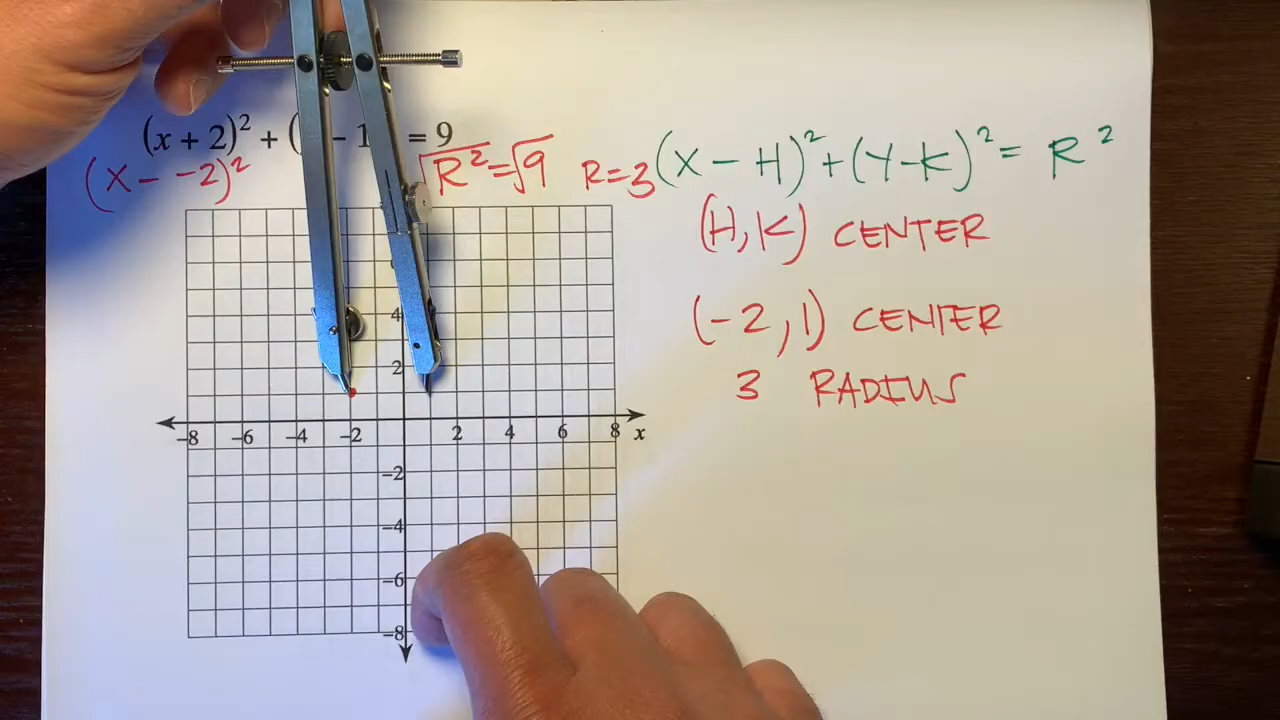 (x + 2)² + ( - 1 = 9
(X - -2)² √R² = √9 R = 3 (X - H)² + (Y - K)² = R²
(H, K) CENTER
(-2, 1) CENTER
3 RADIUS
4
2
-8 -6 -4 -2 2 4 6 8 x
-2
-4
-6
-8